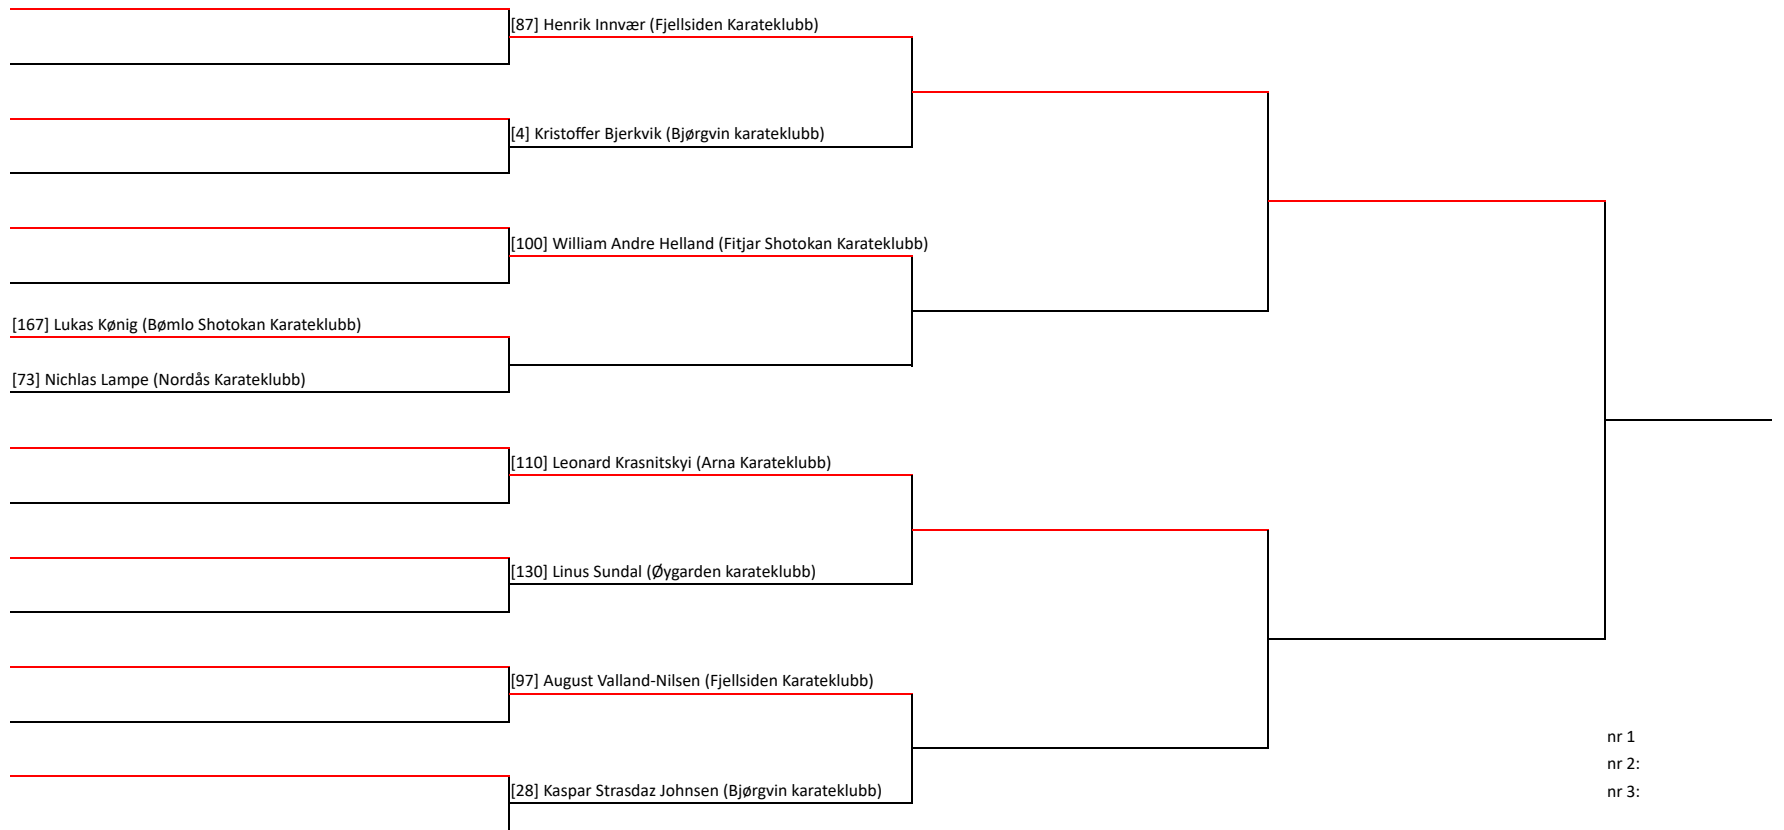 [87] Henrik Innvær (Fjellsiden Karateklubb)
[4] Kristoffer Bjerkvik (Bjørgvin karateklubb)
[100] William Andre Helland (Fitjar Shotokan Karateklubb)
[167] Lukas Kønig (Bømlo Shotokan Karateklubb)
[73] Nichlas Lampe (Nordås Karateklubb)
[110] Leonard Krasnitskyi (Arna Karateklubb)
[130] Linus Sundal (Øygarden karateklubb)
[97] August Valland-Nilsen (Fjellsiden Karateklubb)
[28] Kaspar Strasdaz Johnsen (Bjørgvin karateklubb)
nr 1
nr 2:
nr 3: